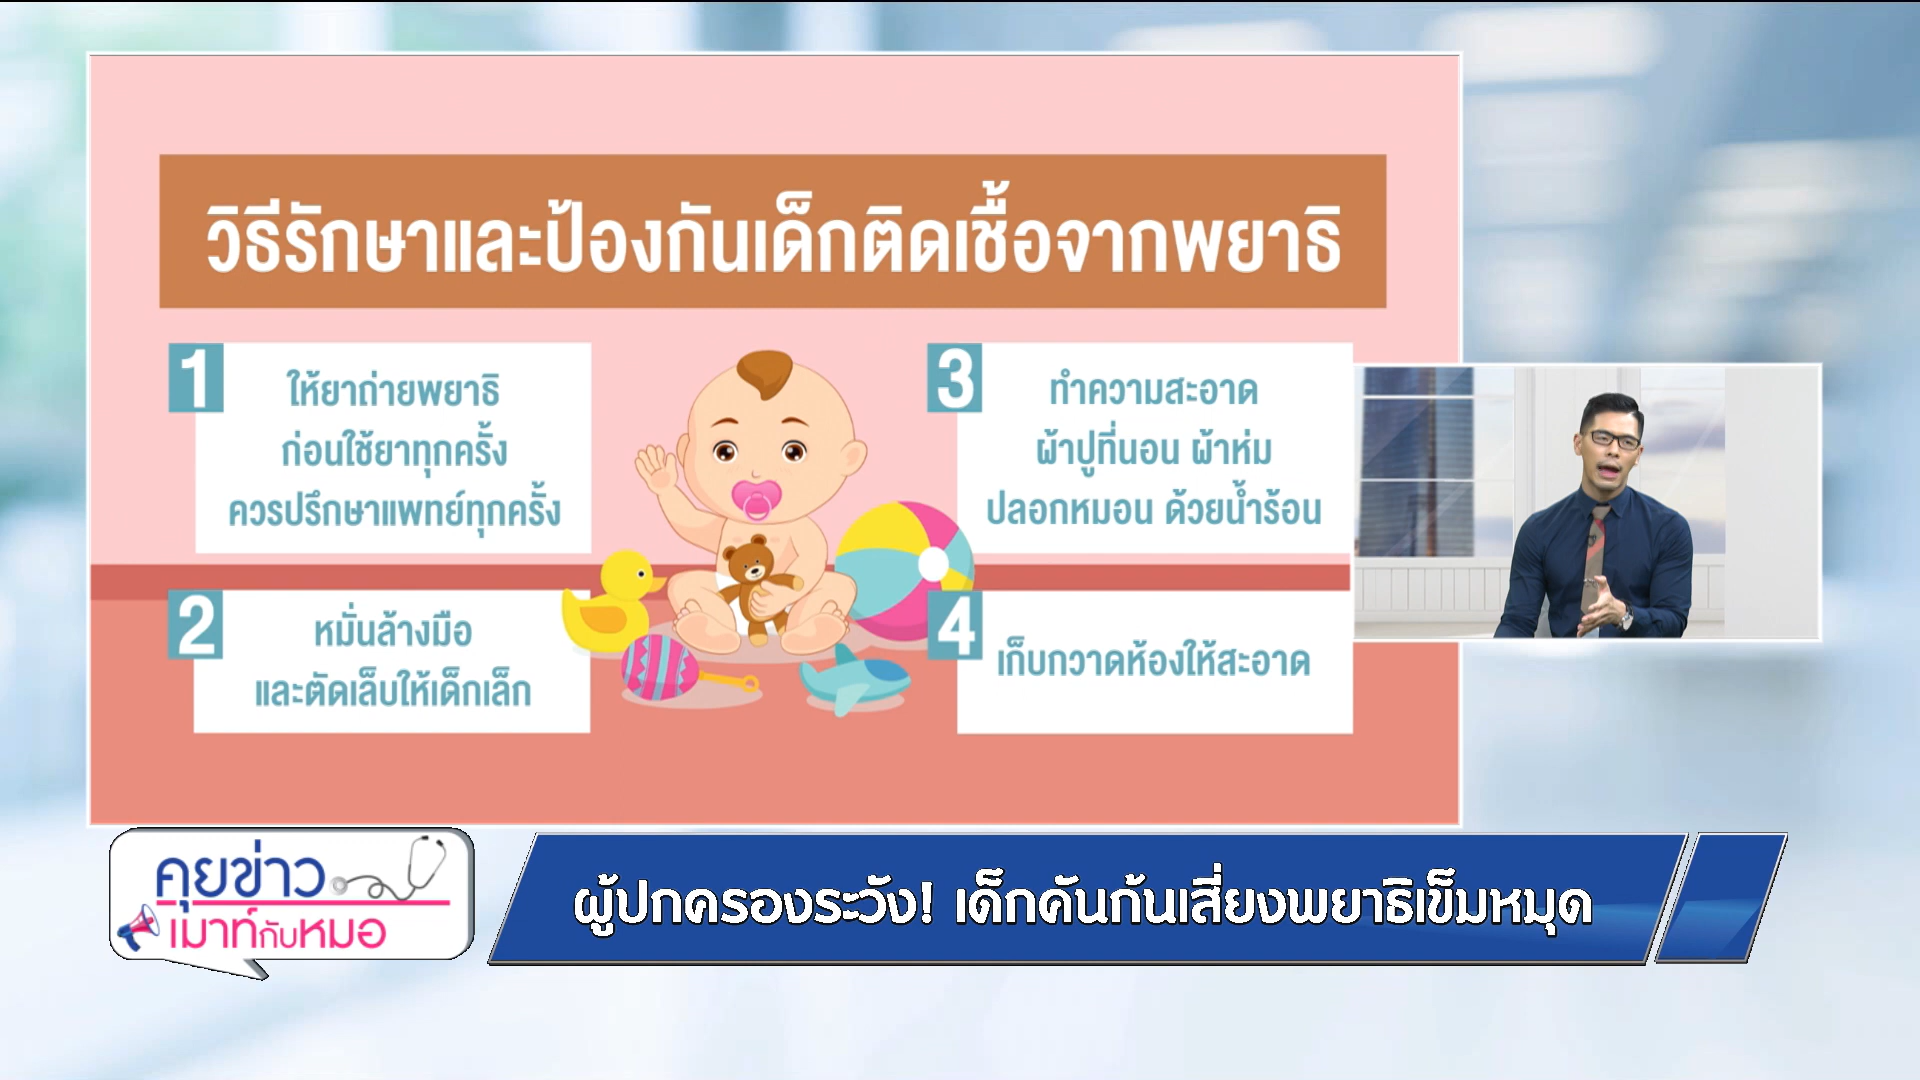 วิธีรักษาและป้องกันเด็กติดเชื้อจากพยาธิ
1
ให้ยาถ่ายพยาธิ
ก่อนใช้ยาทุกครั้ง
ควรปรึกษาแพทย์ทุกครั้ง
2
หมั่นล้างมือ
และตัดเล็บให้เด็กเล็ก
3
ทำความสะอาด
ผ้าปูที่นอน ผ้าห่ม
ปลอกหมอน ด้วยน้ำร้อน
4
เก็บกวาดห้องให้สะอาด
คุยข่าว
เมาท์กับหมอ
ผู้ปกครองระวัง! เด็กคันก้นเสี่ยงพยาธิเข็มหมุด